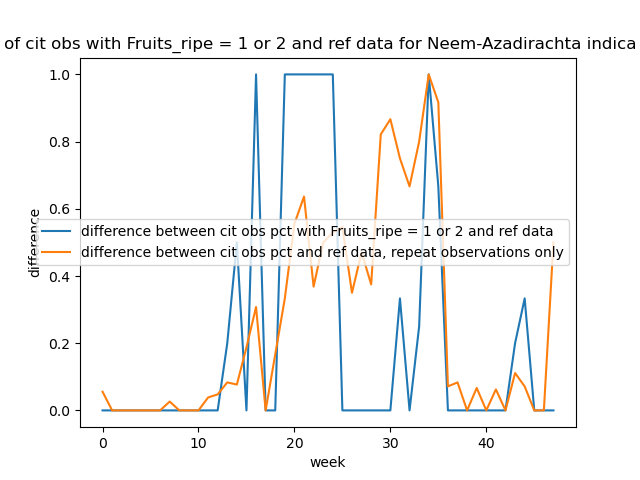 of cit obs with Fruits_ripe = 1 or 2 and ref data for Neem-Azadirachta indica
1.0
0.8
0.6
0.4
0.2
0.0
difference
difference between cit obs pct with Fruits_ripe = 1 or 2 and ref data
difference between cit obs pct and ref data, repeat observations only
0 10 20 30 40
week